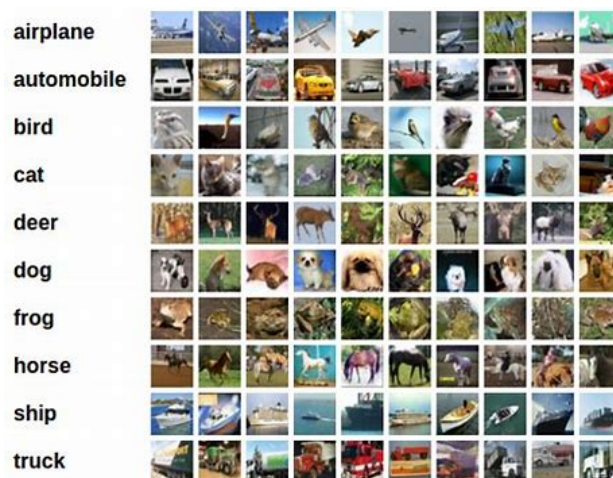 airplane
automobile
bird
cat
deer
dog
frog
horse
ship
truck